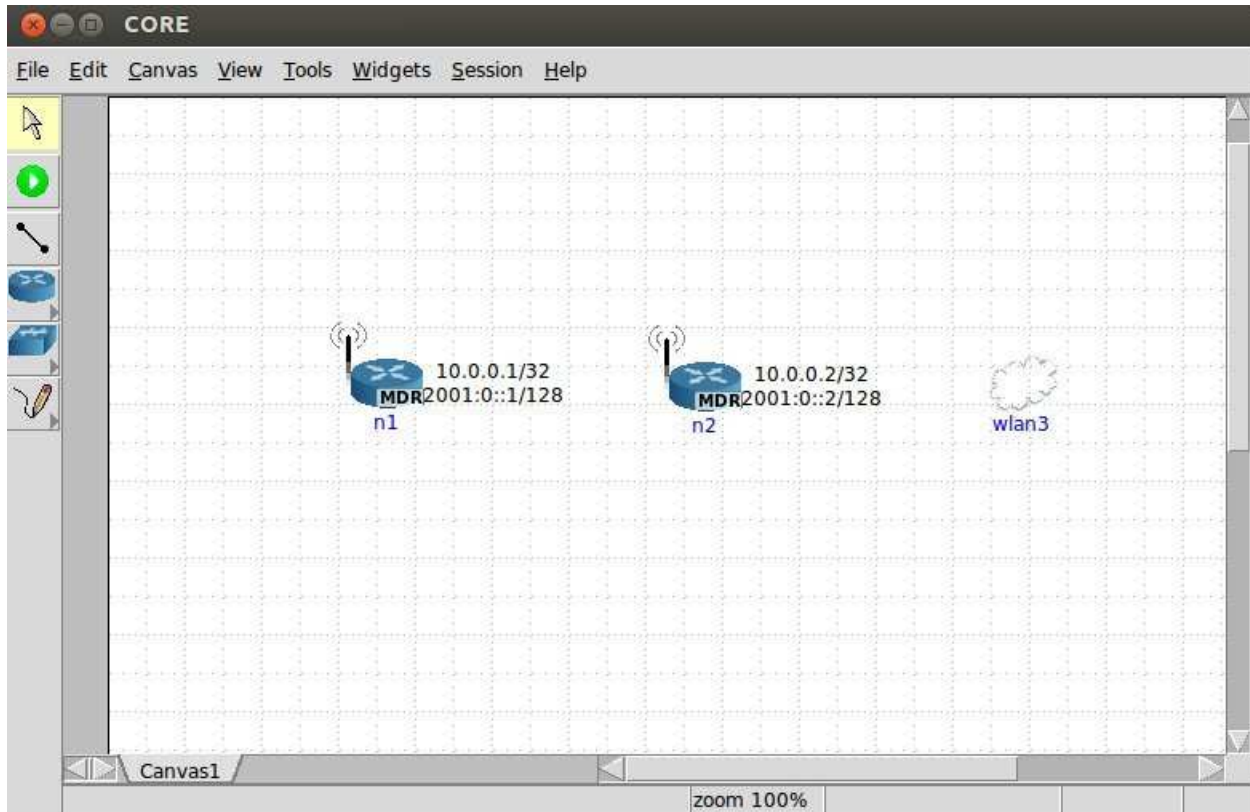 CORE
File Edit Canvas View Tools Widgets Session Help
10.0.0.1/32
MDR 2001:0::1/128
n1
10.0.0.2/32
MDR 2001:0::2/128
n2
wlan3
Canvas1
zoom 100%